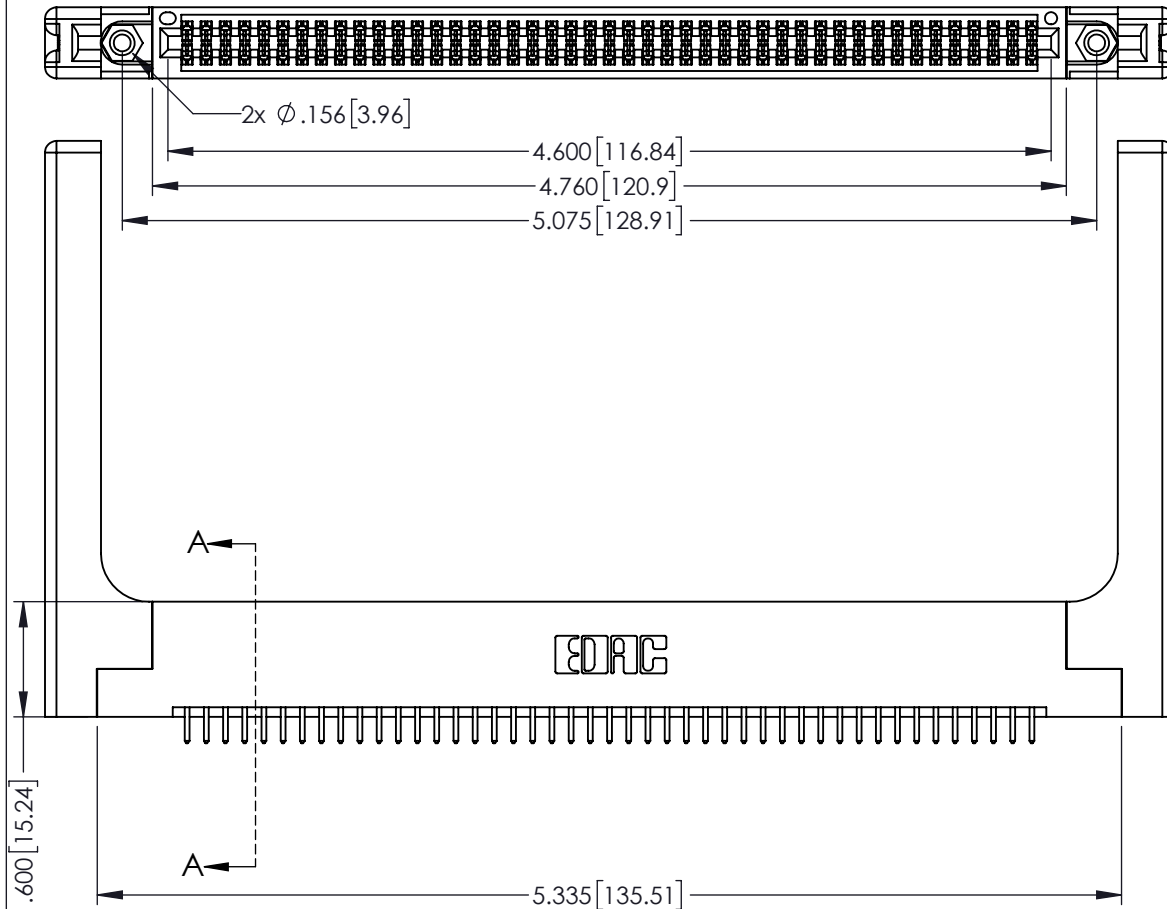 2x Ø.156[3.96]
4.600[116.84]
4.760[120.9]
5.075[128.91]
A
EDAC
A
.600[15.24]
5.335[135.51]